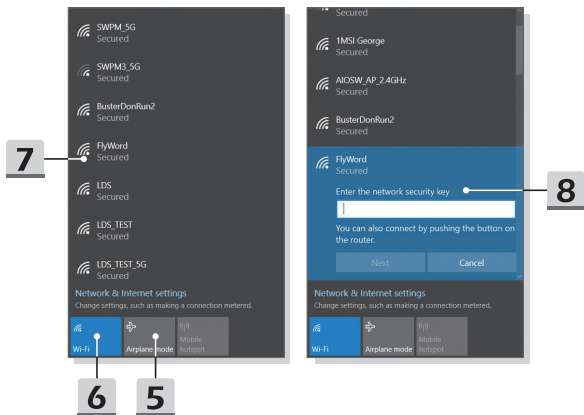 SWPM_5G
Secured
SWPM3_5G
Secured
BusterDonRun2
Secured
FlyWord
Secured
LDS
Secured
LDS_TEST
Secured
LDS_TEST_5G
Secured
Network & Internet settings
Change settings, such as making a connection metered.
Wi-Fi
Airplane mode
Mobile
hotspot
7
6
5
Secured
1MSI George
Secured
AIOSW_AP_2.4GHz
Secured
BusterDonRun2
Secured
FlyWord
Secured
Enter the network security key
You can also connect by pushing the button on
the router.
Next
Cancel
Network & Internet settings
Change settings, such as making a connection metered.
Wi-Fi
Airplane mode
Mobile
hotspot
8